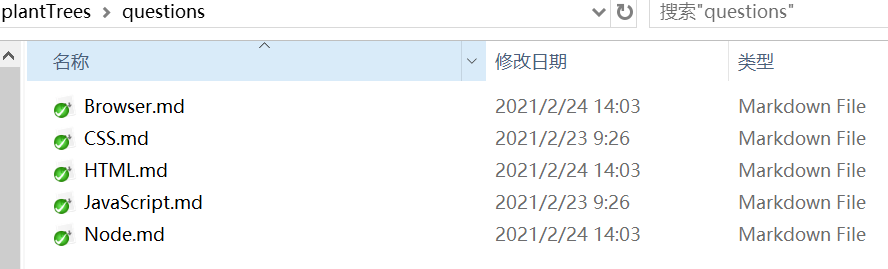 plantTrees > questions 搜索"questions"
名称 修改日期 类型
Browser.md 2021/2/24 14:03 Markdown File
CSS.md 2021/2/23 9:26 Markdown File
HTML.md 2021/2/24 14:03 Markdown File
JavaScript.md 2021/2/23 9:26 Markdown File
Node.md 2021/2/24 14:03 Markdown File